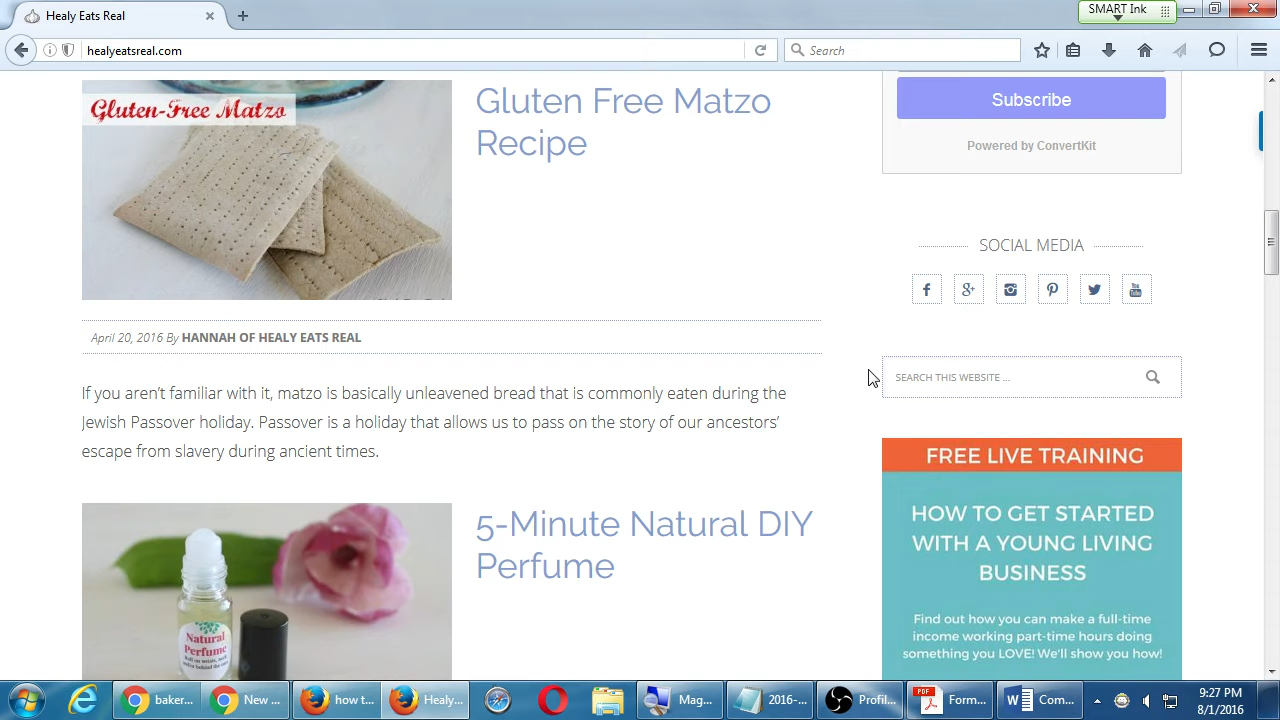 Healy Eats Real
SMART Ink
healyeatsreal.com
Search
Gluten-Free Matzo
Gluten Free Matzo
Recipe
Subscribe
Powered by ConvertKit
SOCIAL MEDIA
April 20, 2016 By HANNAH OF HEALY EATS REAL
SEARCH THIS WEBSITE ...
If you aren't familiar with it, matzo is basically unleavened bread that is commonly eaten during the
Jewish Passover holiday. Passover is a holiday that allows us to pass on the story of our ancestors'
escape from slavery during ancient times.
FREE LIVE TRAINING
HOW TO GET STARTED
WITH A YOUNG LIVING
BUSINESS
Find out how you can make a full-time
income working part-time hours doing
something you LOVE! We'll show you how!
5-Minute Natural DIY
Perfume
Natural
Perfume
baker...
New ...
how t...
Healy...
Mag...
2016-...
Profil...
PDF
Form...
Com...
9:27 PM
8/1/2016